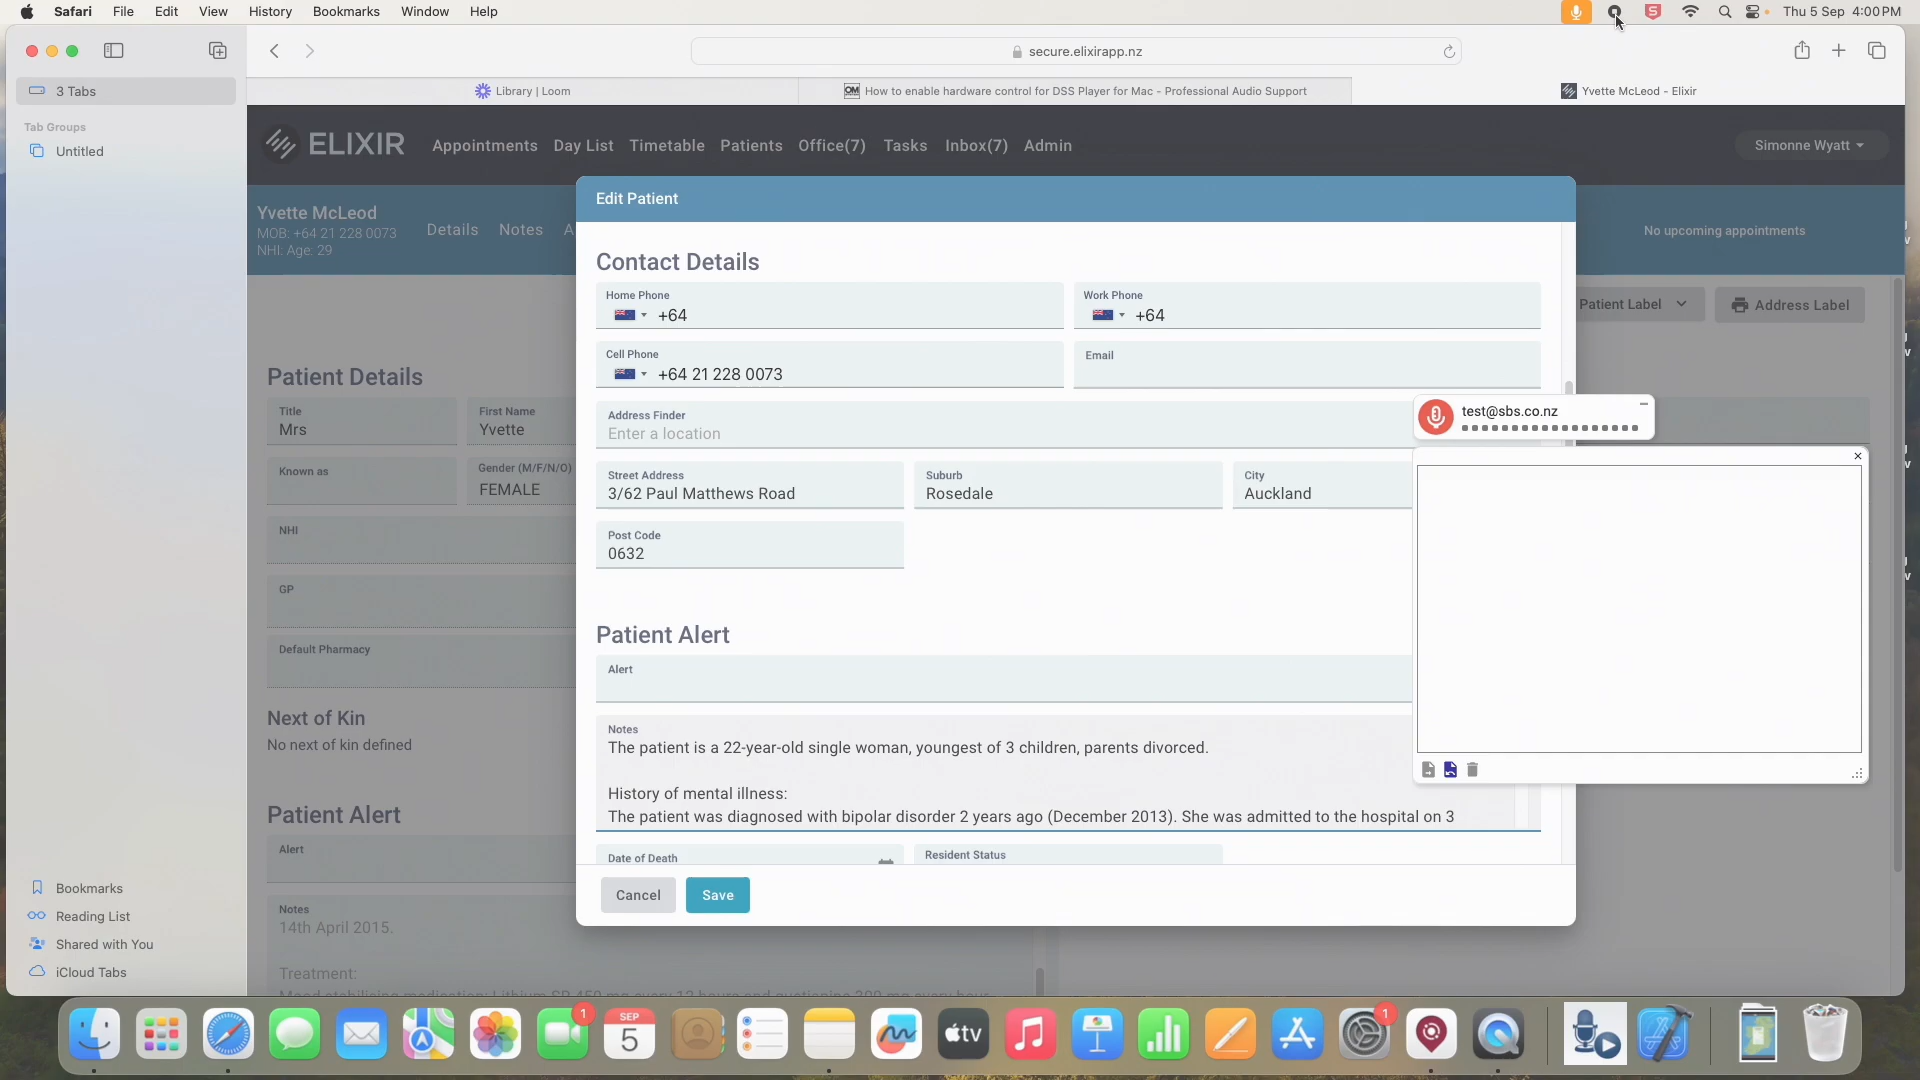 Safari File Edit View History Bookmarks Window Help
Thu 5 Sep 4:00PM
secure.elixirapp.nz
3 Tabs
Library | Loom
OM How to enable hardware control for DSS Player for Mac - Professional Audio Support
Yvette McLeod - Elixir
Tab Groups
Untitled
ELIXIR
Appointments Day List Timetable Patients Office(7) Tasks Inbox(7) Admin
Simonne Wyatt
Yvette McLeod
MOB: +64 21 228 0073
NHI: Age: 29
Details Notes A
No upcoming appointments
Edit Patient
Contact Details
Home Phone
+64
Work Phone
+64
Cell Phone
+64 21 228 0073
Email
Address Finder
Enter a location
Street Address
3/62 Paul Matthews Road
Suburb
Rosedale
City
Auckland
Post Code
0632
Patient Alert
Alert
Notes
The patient is a 22-year-old single woman, youngest of 3 children, parents divorced.
History of mental illness:
The patient was diagnosed with bipolar disorder 2 years ago (December 2013). She was admitted to the hospital on 3
Date of Death
Resident Status
Cancel
Save
Patient Label
Address Label
test@sbs.co.nz
Patient Details
Title
Mrs
First Name
Yvette
Known as
Gender (M/F/N/O)
FEMALE
NHI
GP
Default Pharmacy
Next of Kin
No next of kin defined
Patient Alert
Alert
Notes
14th April 2015.
Treatment:
Bookmarks
Reading List
Shared with You
iCloud Tabs
1
SEP
5
tv
1